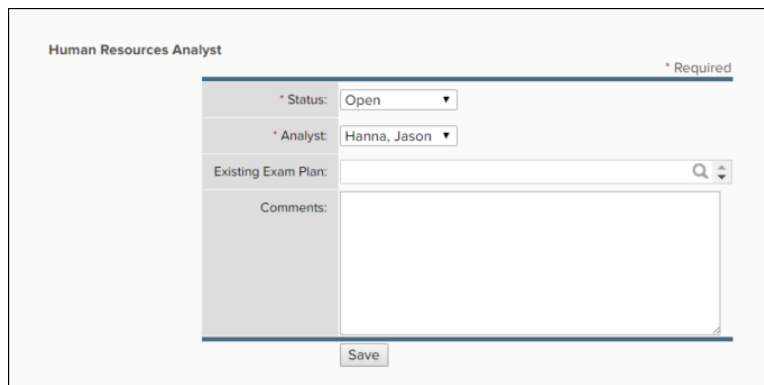 Human Resources Analyst
* Required
* Status: Open
* Analyst: Hanna, Jason
Existing Exam Plan:
Comments:
Save